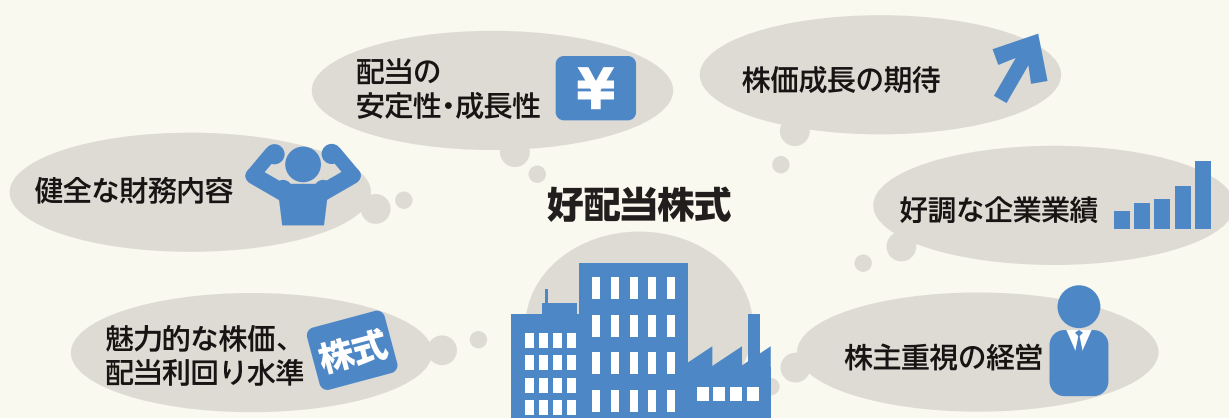 配当の
安定性・成長性
¥
株価成長の期待
健全な財務内容
好配当株式
好調な企業業績
魅力的な株価、
配当利回り水準
株式
株主重視の経営